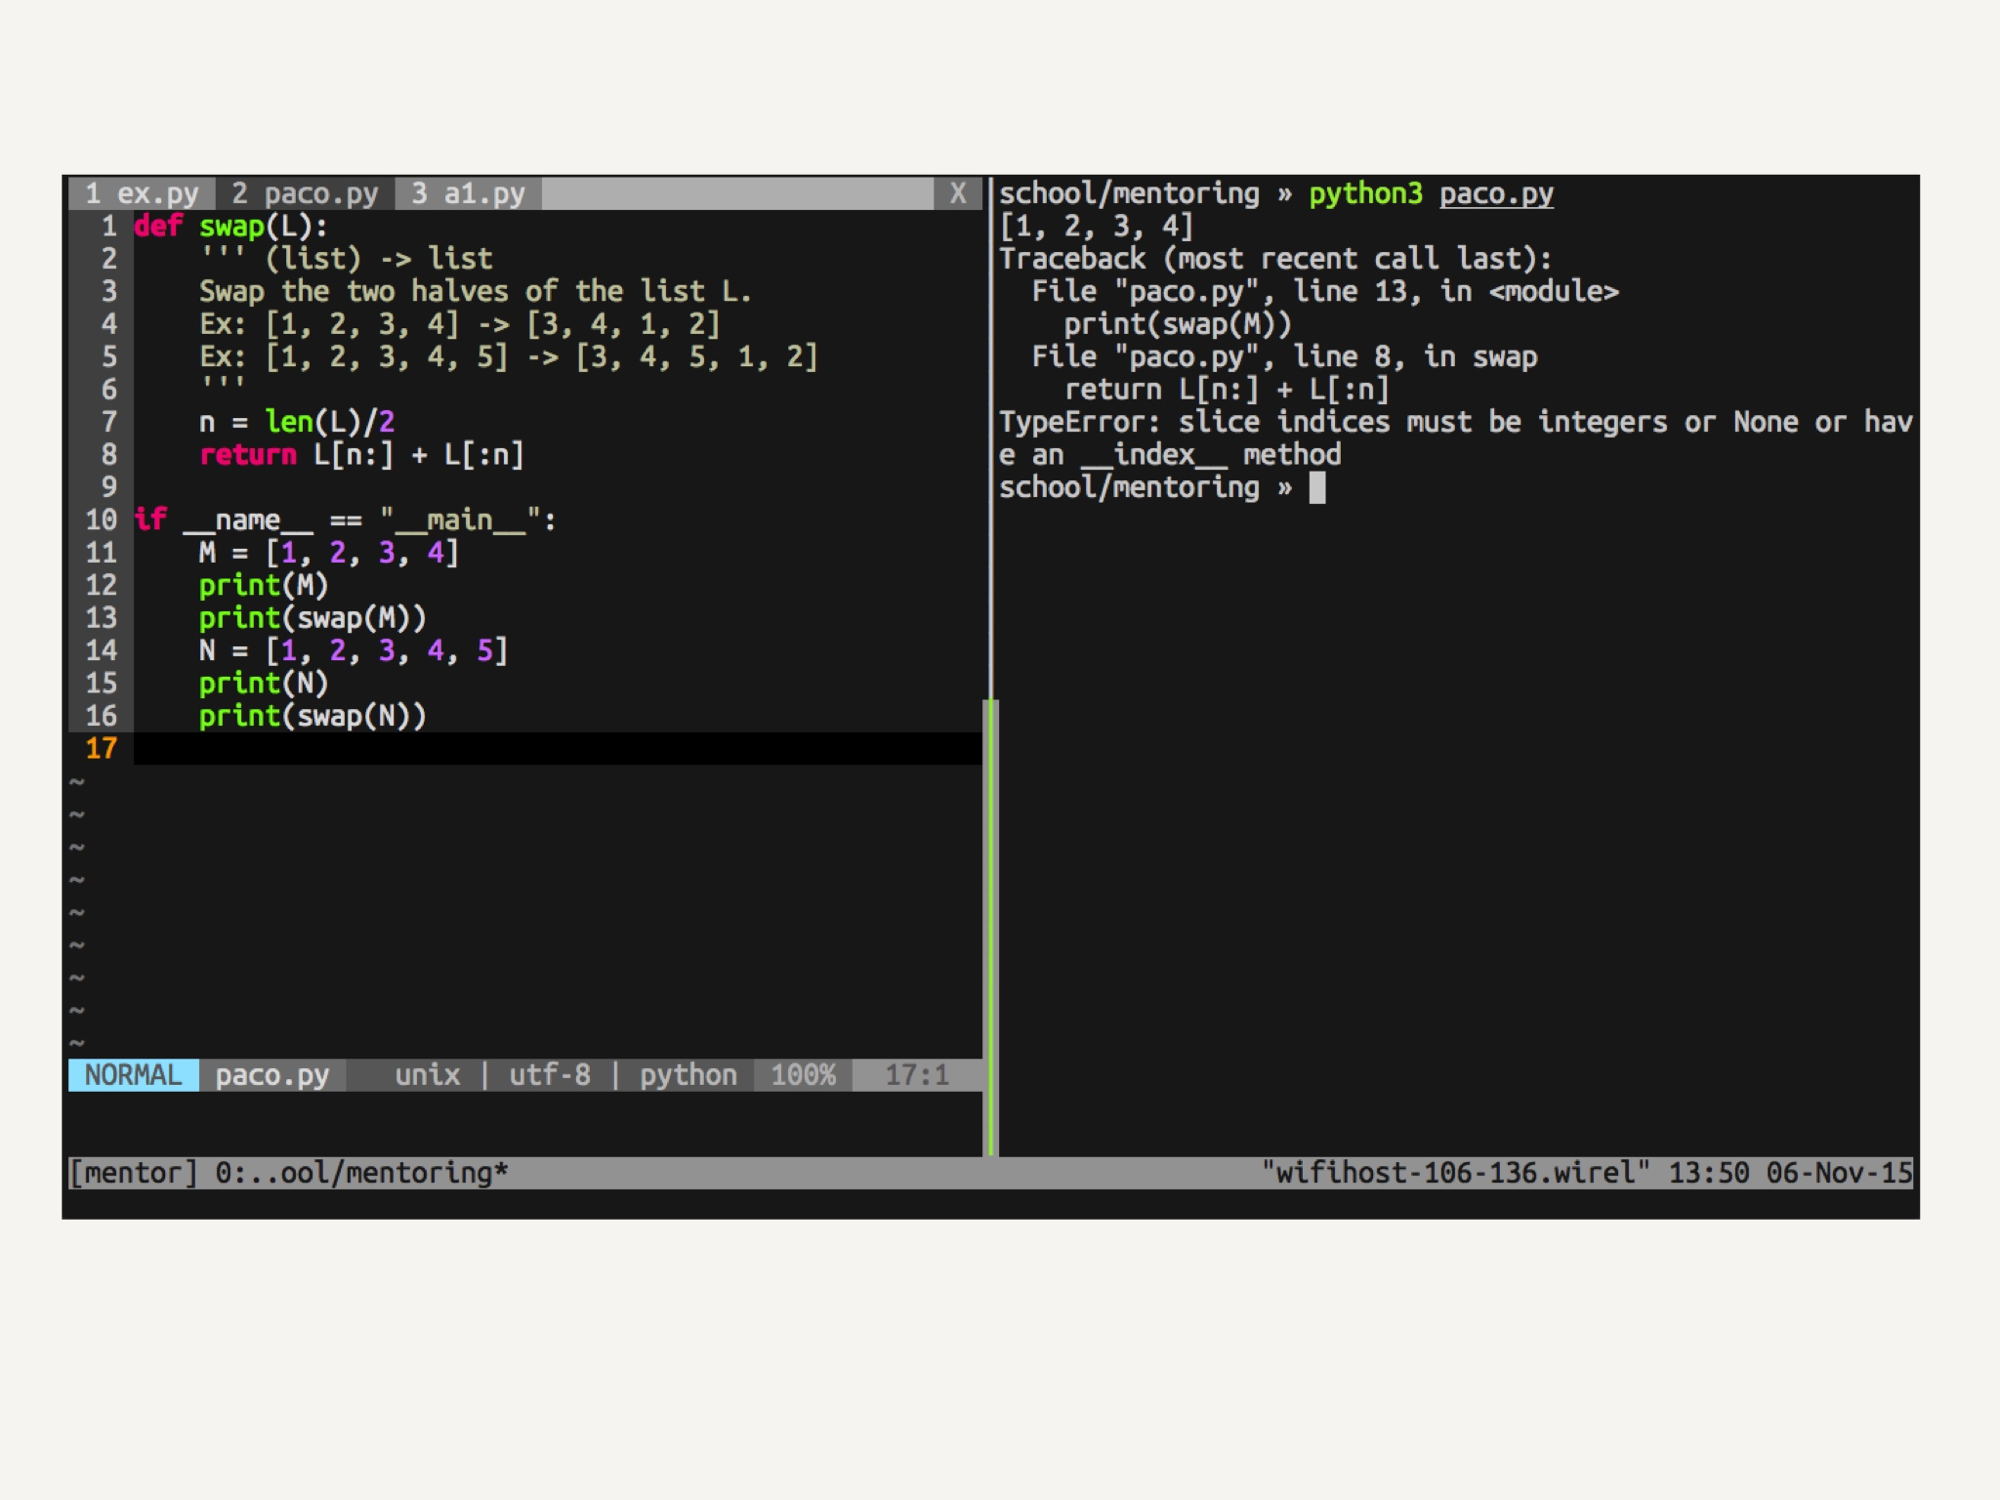 1 ex.py 2 paco.py 3 a1.py X
1 def swap(L):
2     ''' (list) -> list
3     Swap the two halves of the list L.
4     Ex: [1, 2, 3, 4] -> [3, 4, 1, 2]
5     Ex: [1, 2, 3, 4, 5] -> [3, 4, 5, 1, 2]
6     '''
7     n = len(L)/2
8     return L[n:] + L[:n]
9
10 if __name__ == "__main__":
11     M = [1, 2, 3, 4]
12     print(M)
13     print(swap(M))
14     N = [1, 2, 3, 4, 5]
15     print(N)
16     print(swap(N))
17
~
~
~
~
~
~
~
~
~
NORMAL paco.py unix | utf-8 | python 100% 17:1
school/mentoring » python3 paco.py
[1, 2, 3, 4]
Traceback (most recent call last):
  File "paco.py", line 13, in <module>
    print(swap(M))
  File "paco.py", line 8, in swap
    return L[n:] + L[:n]
TypeError: slice indices must be integers or None or hav
e an __index__ method
school/mentoring »
[mentor] 0:..ool/mentoring* "wifihost-106-136.wirel" 13:50 06-Nov-15